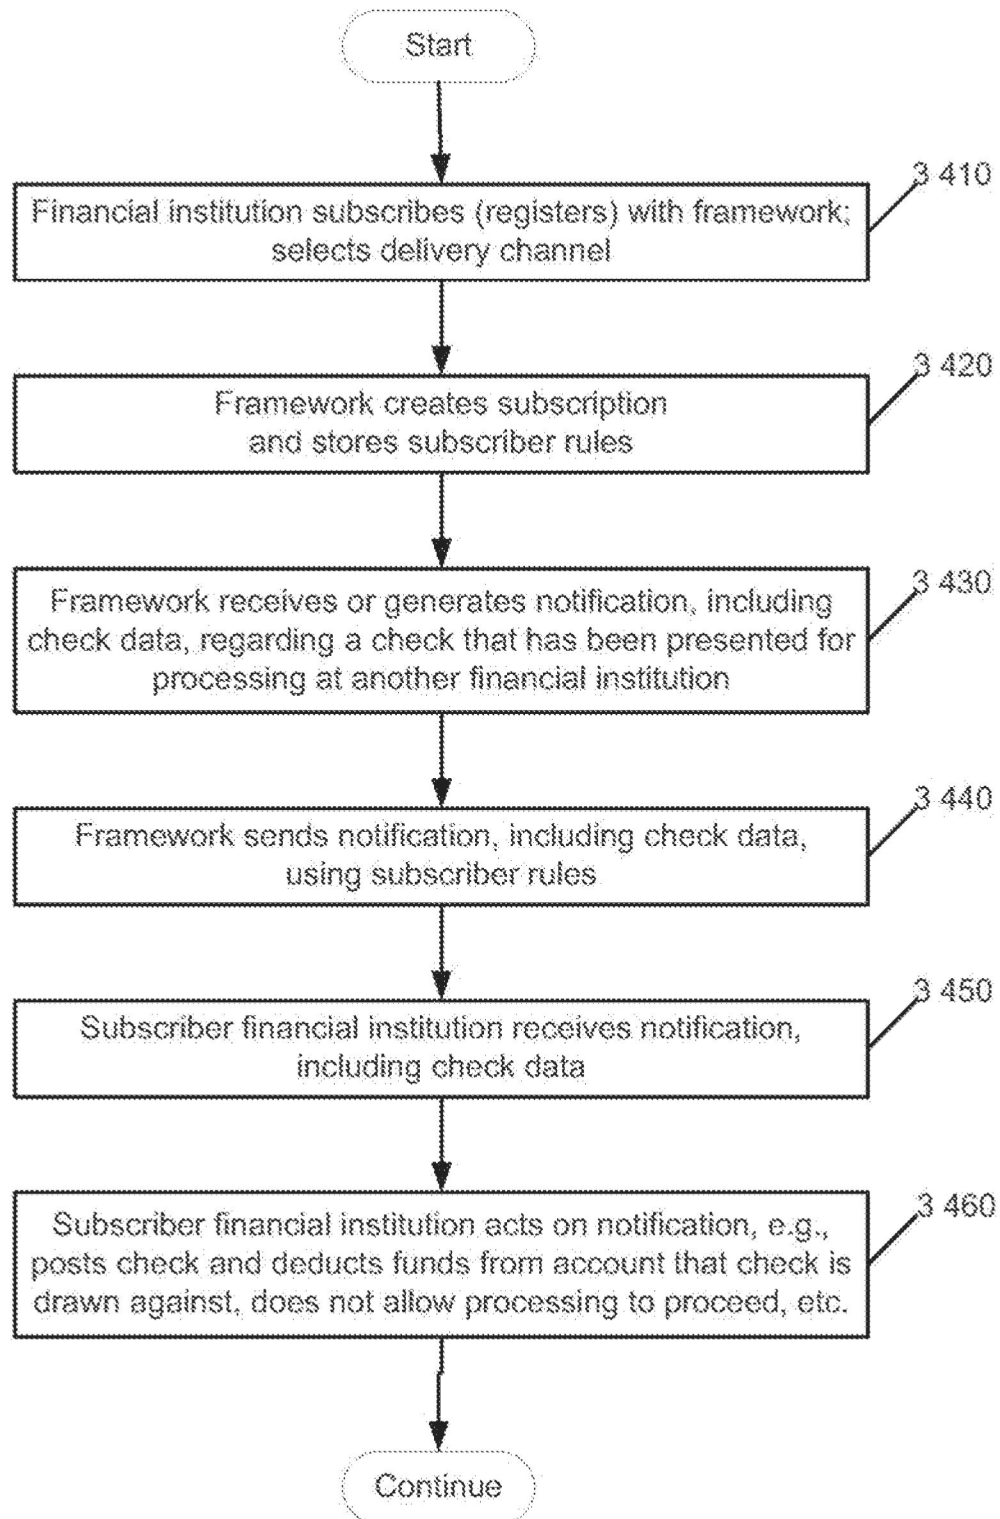 Start
3 410
Financial institution subscribes (registers) with framework;
selects delivery channel
3 420
Framework creates subscription
and stores subscriber rules
3 430
Framework receives or generates notification, including
check data, regarding a check that has been presented for
processing at another financial institution
3 440
Framework sends notification, including check data,
using subscriber rules
3 450
Subscriber financial institution receives notification,
including check data
3 460
Subscriber financial institution acts on notification, e.g.,
posts check and deducts funds from account that check is
drawn against, does not allow processing to proceed, etc.
Continue